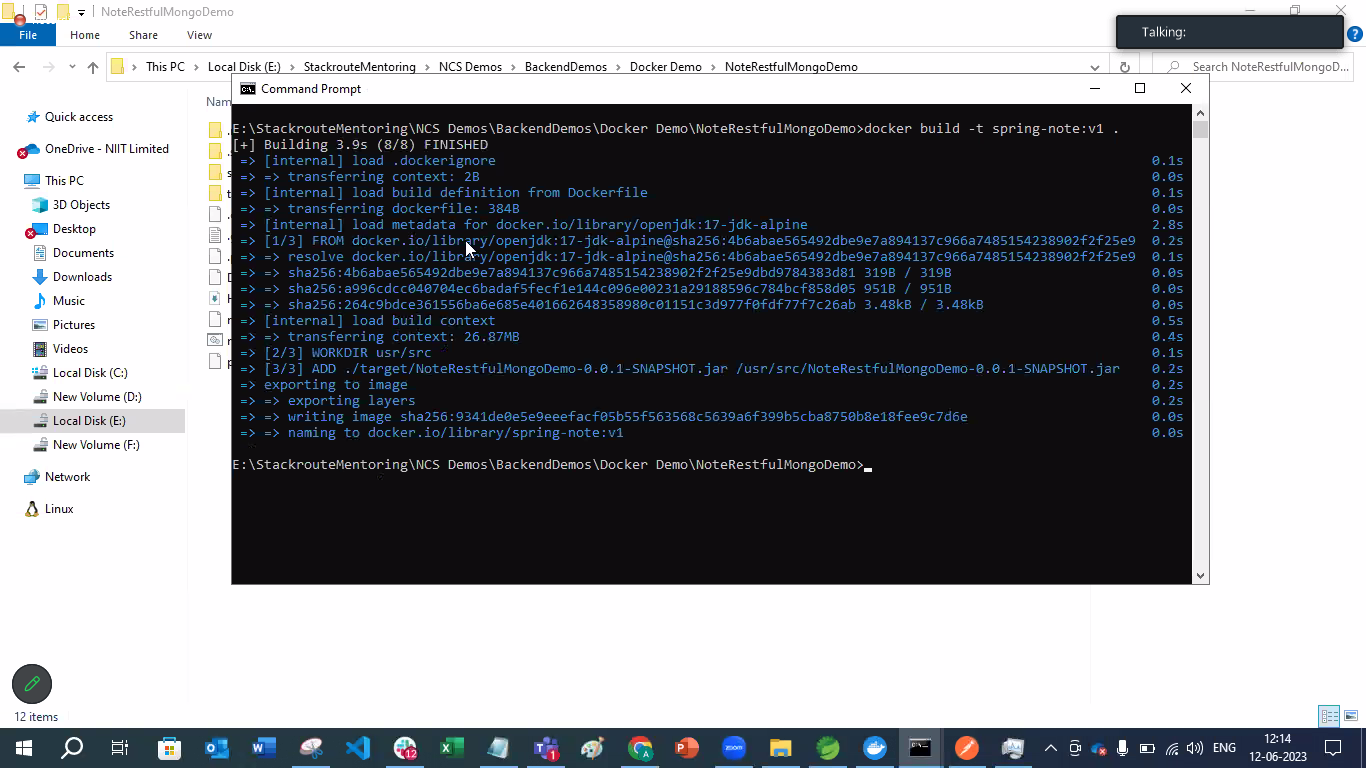 NoteRestfulMongoDemo
File Home Share View
Talking:
This PC > Local Disk (E:) > StackrouteMentoring > NCS Demos > BackendDemos > Docker Demo > NoteRestfulMongoDemo
Search NoteRestfulMongoD...
Quick access
OneDrive - NIIT Limited
This PC
3D Objects
Desktop
Documents
Downloads
Music
Pictures
Videos
Local Disk (C:)
New Volume (D:)
Local Disk (E:)
New Volume (F:)
Network
Linux
Command Prompt
E:\StackrouteMentoring\NCS Demos\BackendDemos\Docker Demo\NoteRestfulMongoDemo>docker build -t spring-note:v1 .
[+] Building 3.9s (8/8) FINISHED
=> [internal] load .dockerignore 0.1s
=> => transferring context: 2B 0.0s
=> [internal] load build definition from Dockerfile 0.1s
=> => transferring dockerfile: 384B 0.0s
=> [internal] load metadata for docker.io/library/openjdk:17-jdk-alpine 2.8s
=> [1/3] FROM docker.io/library/openjdk:17-jdk-alpine@sha256:4b6abae565492dbe9e7a894137c966a7485154238902f2f25e9 0.2s
=> => resolve docker.io/library/openjdk:17-jdk-alpine@sha256:4b6abae565492dbe9e7a894137c966a7485154238902f2f25e9 0.1s
=> => sha256:4b6abae565492dbe9e7a894137c966a7485154238902f2f25e9dbd9784383d81 319B / 319B 0.0s
=> => sha256:a996cdcc040704ec6badaf5fecf1e144c096e00231a29188596c784bcf858d05 951B / 951B 0.0s
=> => sha256:264c9bdce361556ba6e685e401662648358980c01151c3d977f0fdf77f7c26ab 3.48kB / 3.48kB 0.0s
=> [internal] load build context 0.5s
=> => transferring context: 26.87MB 0.4s
=> [2/3] WORKDIR usr/src 0.1s
=> [3/3] ADD ./target/NoteRestfulMongoDemo-0.0.1-SNAPSHOT.jar /usr/src/NoteRestfulMongoDemo-0.0.1-SNAPSHOT.jar 0.2s
=> exporting to image 0.2s
=> => exporting layers 0.2s
=> => writing image sha256:9341de0e5e9eeefacf05b55f563568c5639a6f399b5cba8750b8e18fee9c7d6e 0.0s
=> => naming to docker.io/library/spring-note:v1 0.0s
E:\StackrouteMentoring\NCS Demos\BackendDemos\Docker Demo\NoteRestfulMongoDemo>
12 items
ENG
12:14
12-06-2023